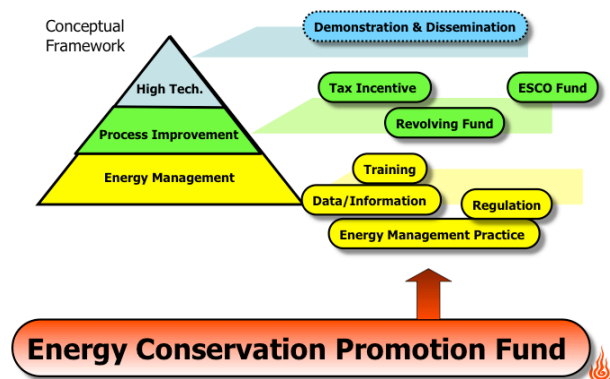 Conceptual
Framework
Demonstration & Dissemination
High Tech.
Tax Incentive
ESCO Fund
Revolving Fund
Process Improvement
Training
Energy Management
Data/Information
Regulation
Energy Management Practice
Energy Conservation Promotion Fund